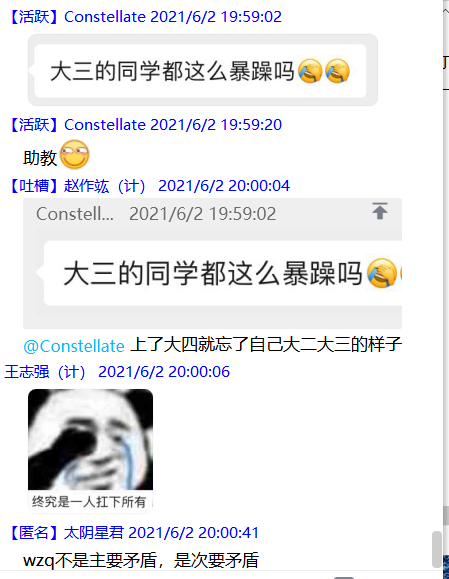 【活跃】Constellate 2021/6/2 19:59:02
大三的同学都这么暴躁吗🤣🤣
【活跃】Constellate 2021/6/2 19:59:20
助教
【吐槽】赵作竑（计） 2021/6/2 20:00:04
Constell... 2021/6/2 19:59:02
大三的同学都这么暴躁吗🤣
@Constellate 上了大四就忘了自己大二大三的样子
王志强（计） 2021/6/2 20:00:06
终究是一人扛下所有
【匿名】太阴星君 2021/6/2 20:00:41
wzq不是主要矛盾，是次要矛盾